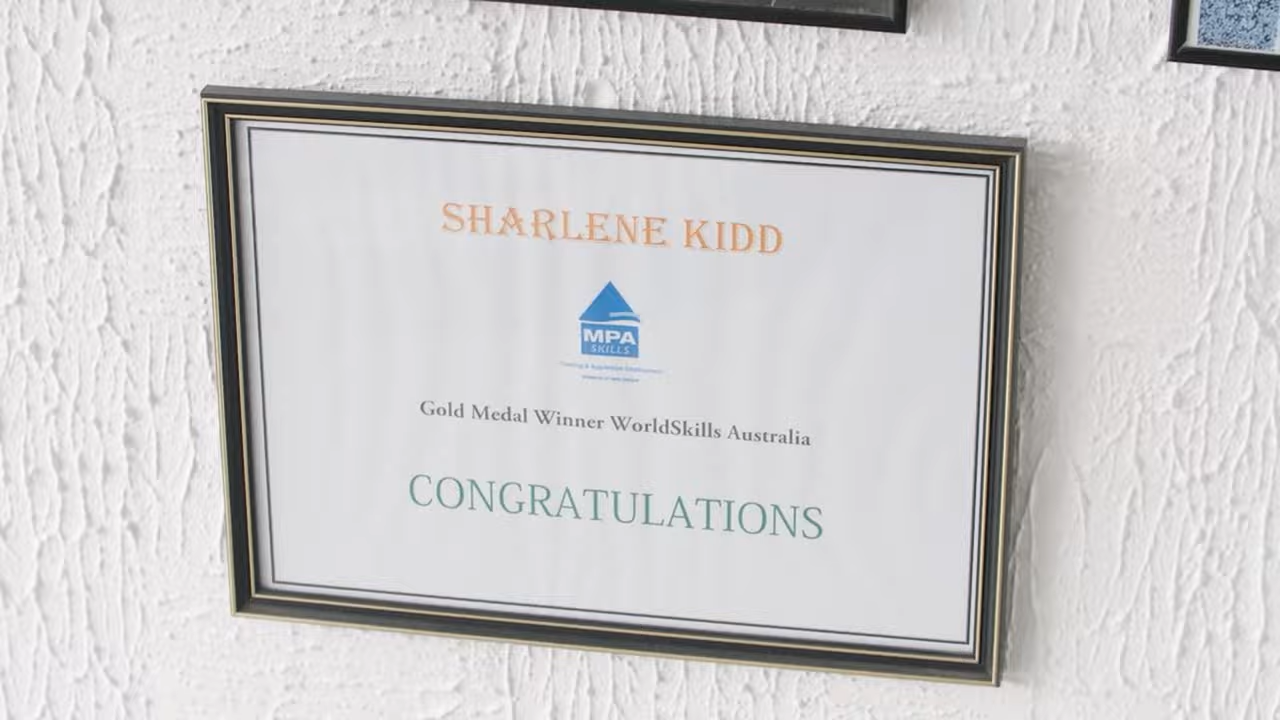 SHARLENE KIDD
MPA
SKILLS
Gold Medal Winner WorldSkills Australia
CONGRATULATIONS